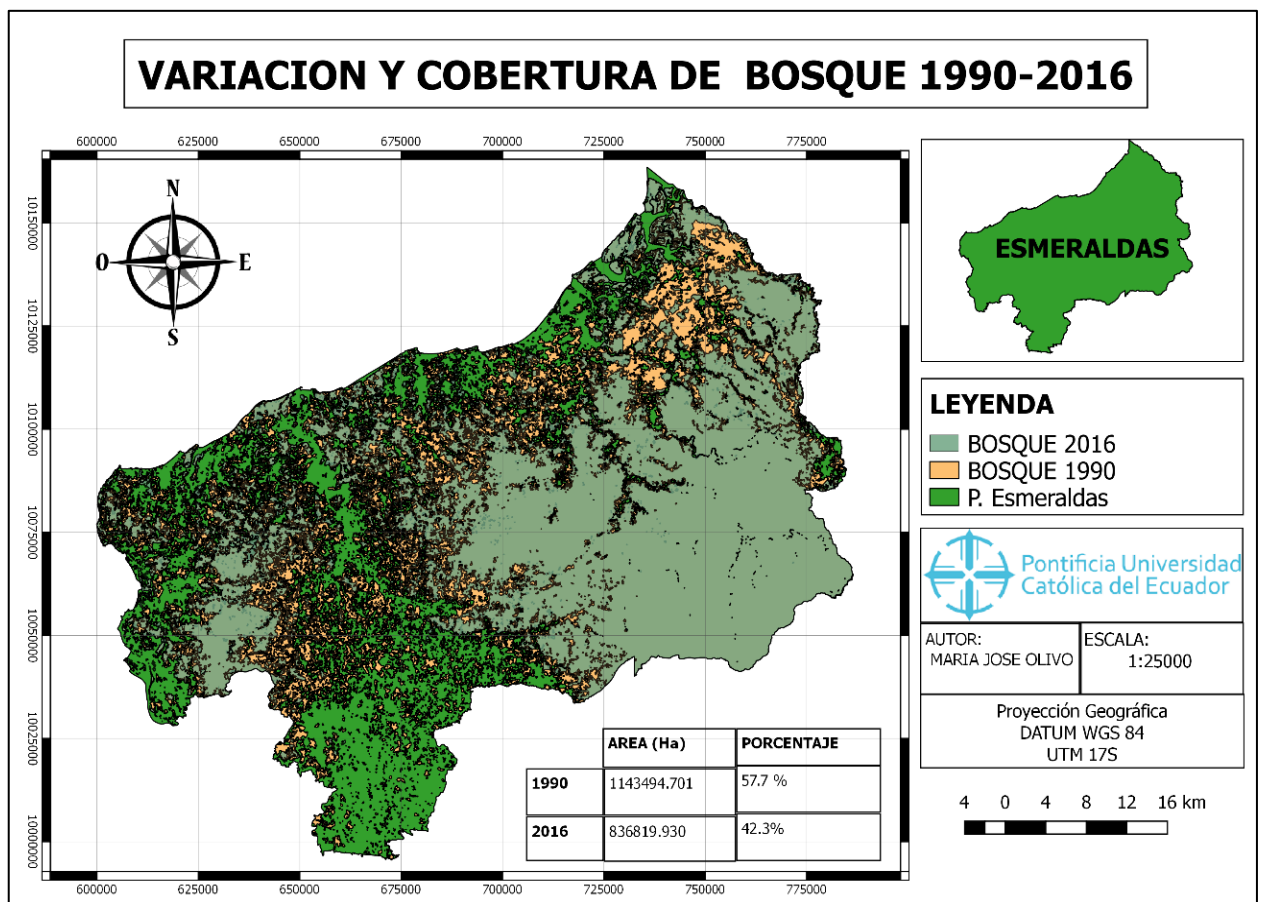 VARIACION Y COBERTURA DE BOSQUE 1990-2016
600000 625000 650000 675000 700000 725000 750000 775000
10150000
10125000
10100000
10075000
10050000
10025000
10000000
N
O E
S
AREA (Ha) PORCENTAJE
1990 1143494.701 57.7 %
2016 836819.930 42.3%
600000 625000 650000 675000 700000 725000 750000 775000
ESMERALDAS
LEYENDA
BOSQUE 2016
BOSQUE 1990
P. Esmeraldas
Pontificia Universidad
Católica del Ecuador
AUTOR:
MARIA JOSE OLIVO
ESCALA:
1:25000
Proyección Geográfica
DATUM WGS 84
UTM 17S
4 0 4 8 12 16 km